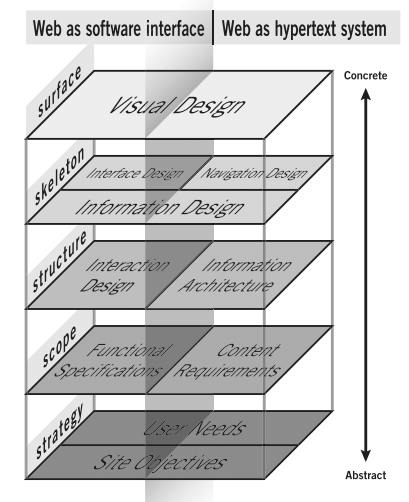 Web as software interface
Web as hypertext system
Concrete
surface
Visual Design
skeleton
Interface Design
Navigation Design
Information Design
structure
Interaction
Design
Information
Architecture
scope
Functional
Specifications
Content
Requirements
strategy
User Needs
Site Objectives
Abstract